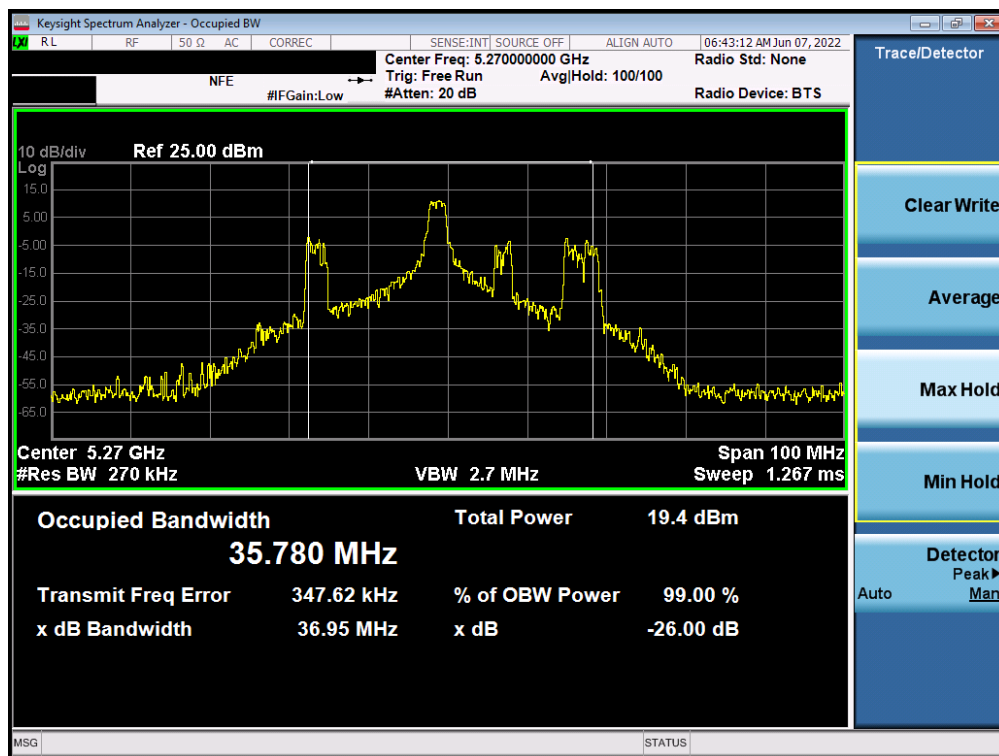 Keysight Spectrum Analyzer - Occupied BW
LXI RL RF 50 Ω AC CORREC SENSE:INT SOURCE OFF ALIGN AUTO 06:43:12 AM Jun 07, 2022
Center Freq: 5.270000000 GHz Radio Std: None
NFE Trig: Free Run Avg|Hold: 100/100
#IFGain:Low #Atten: 20 dB Radio Device: BTS
10 dB/div Ref 25.00 dBm
Log
15.0
5.00
-5.00
-15.0
-25.0
-35.0
-45.0
-55.0
-65.0
Center 5.27 GHz Span 100 MHz
#Res BW 270 kHz VBW 2.7 MHz Sweep 1.267 ms
Occupied Bandwidth Total Power 19.4 dBm
35.780 MHz
Transmit Freq Error 347.62 kHz % of OBW Power 99.00 %
x dB Bandwidth 36.95 MHz x dB -26.00 dB
MSG STATUS
Trace/Detector
Clear Write
Average
Max Hold
Min Hold
Detector
Peak
Auto Man